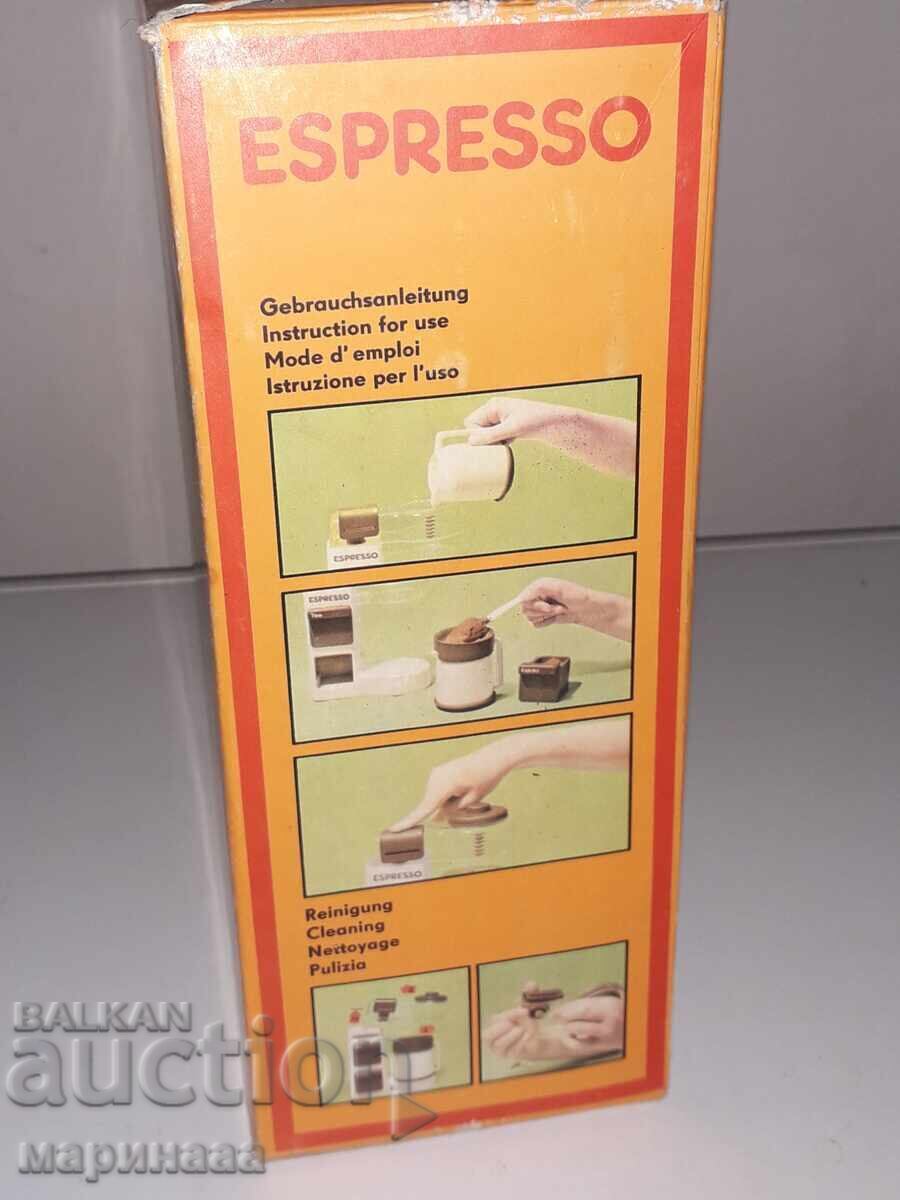 ESPRESSO
Gebrauchsanleitung
Instruction for use
Mode d' emploi
Istruzione per l'uso
ESPRESSO
ESPRESSO
ESPRESSO
Reinigung
Cleaning
Nettoyage
Pulizia
BALKAN
auction
маринааа